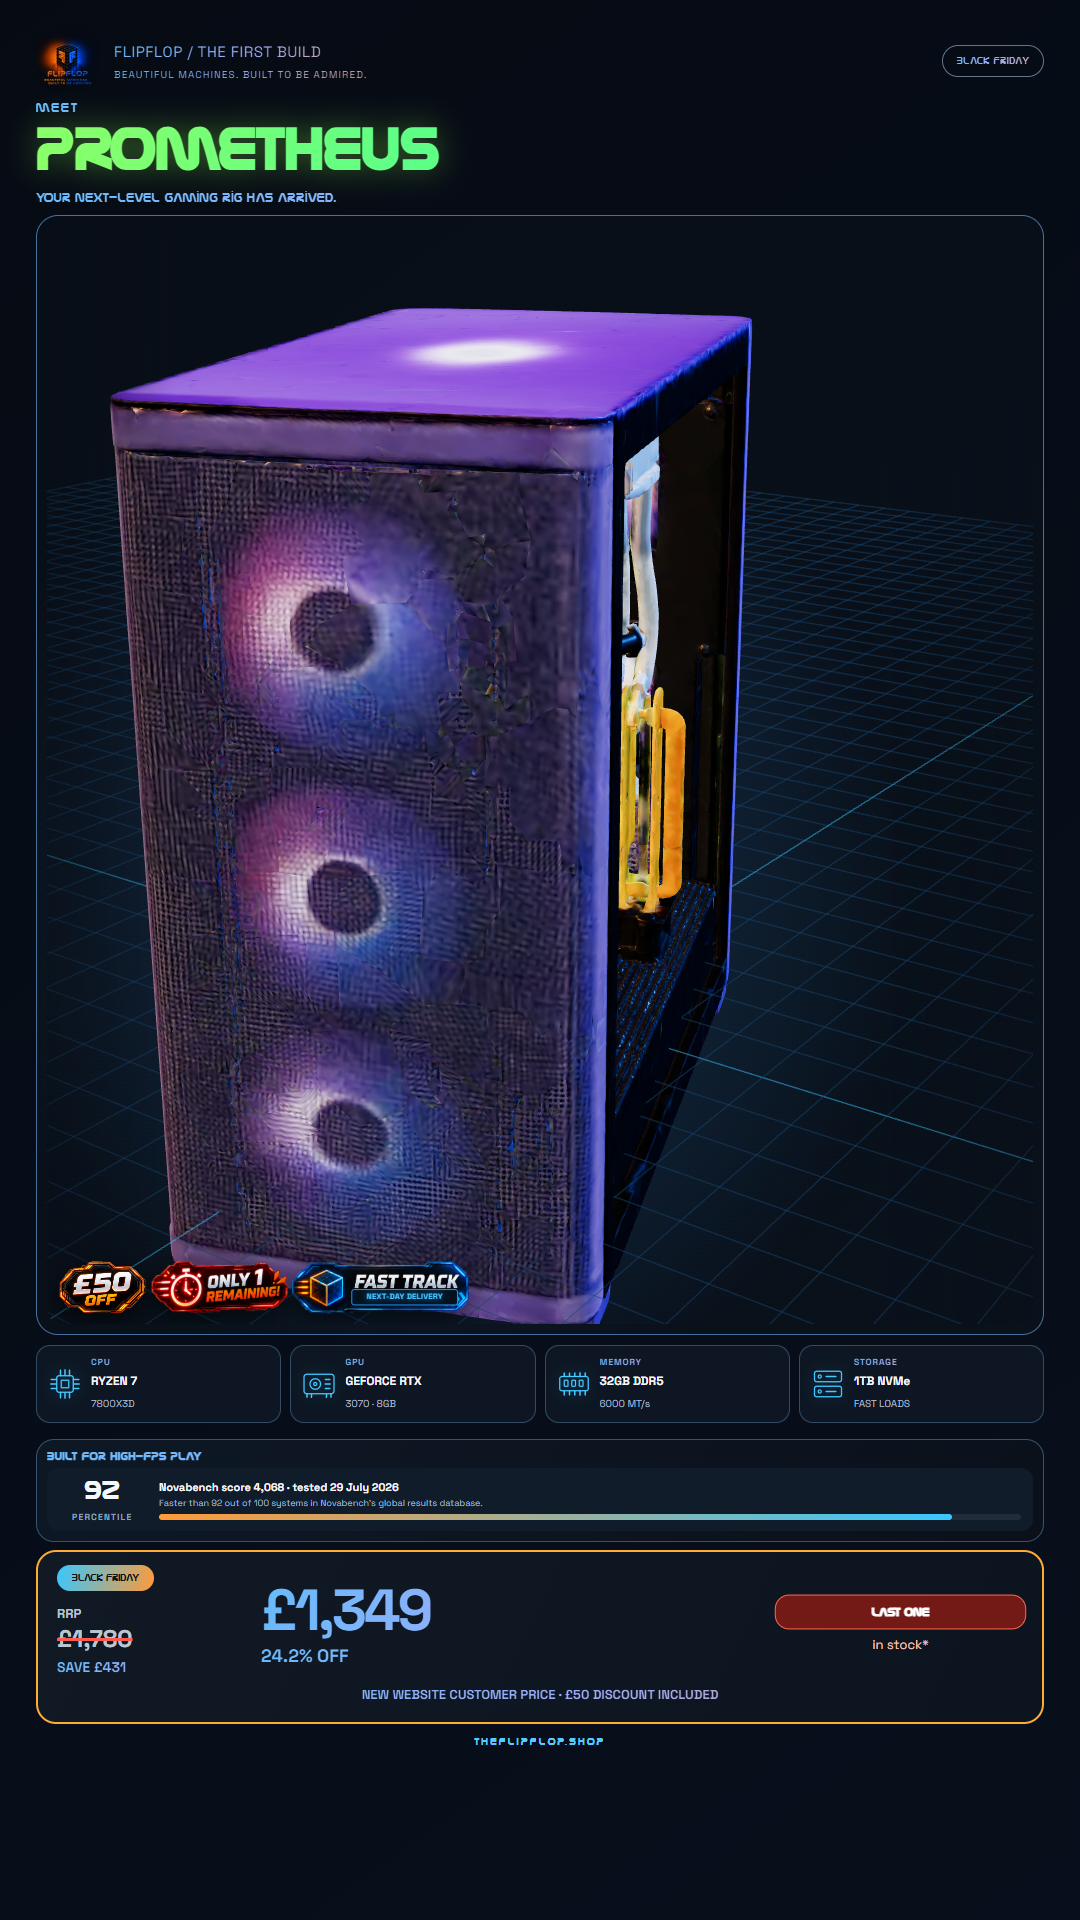 FLIPFLOP
FLIPFLOP / THE FIRST BUILD
BEAUTIFUL MACHINES. BUILT TO BE ADMIRED.
BLACK FRIDAY
MEET
PROMETHEUS
YOUR NEXT-LEVEL GAMING RIG HAS ARRIVED.
£50
OFF
ONLY 1
REMAINING!
FAST TRACK
NEXT-DAY DELIVERY
CPU
RYZEN 7
7800X3D
GPU
GEFORCE RTX
3070 · 8GB
MEMORY
32GB DDR5
6000 MT/s
STORAGE
1TB NVMe
FAST LOADS
BUILT FOR HIGH-FPS PLAY
92
PERCENTILE
Novabench score 4,068 · tested 29 July 2026
Faster than 92 out of 100 systems in Novabench's global results database.
BLACK FRIDAY
RRP
£1,780
SAVE £431
£1,349
24.2% OFF
LAST ONE
in stock*
NEW WEBSITE CUSTOMER PRICE · £50 DISCOUNT INCLUDED
THEFLIPFLOP.SHOP